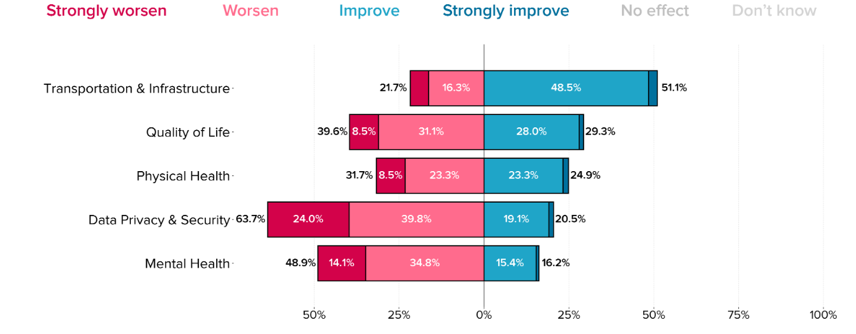 Strongly worsen Worsen Improve Strongly improve No effect Don't know
Transportation & Infrastructure 21.7% 16.3% 48.5% 51.1%
Quality of Life 39.6% 8.5% 31.1% 28.0% 29.3%
Physical Health 31.7% 8.5% 23.3% 23.3% 24.9%
Data Privacy & Security 63.7% 24.0% 39.8% 19.1% 20.5%
Mental Health 48.9% 14.1% 34.8% 15.4% 16.2%
50% 25% 0% 25% 50% 75% 100%